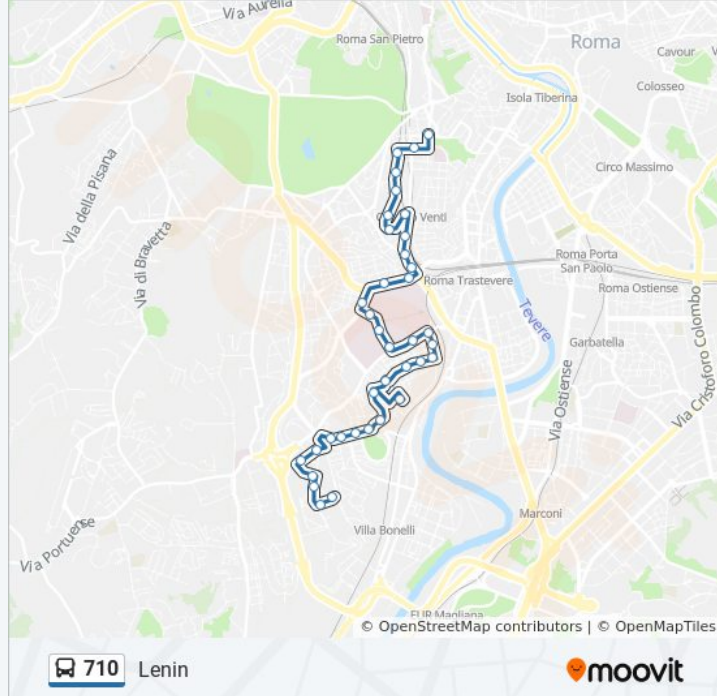 Via Aurelia
Roma San Pietro
Roma
Cavour
Colosseo
Isola Tiberina
Via della Pisana
Circo Massimo
Via di Bravetta
Venti
Roma Porta
San Paolo
Roma Trastevere
Roma Ostiense
Tevere
Garbatella
Via Cristoforo Colombo
Via Ostiense
Marconi
Via Portuense
Villa Bonelli
EUR Magliana
© OpenStreetMap contributors | © OpenMapTiles
710 Lenin
moovit